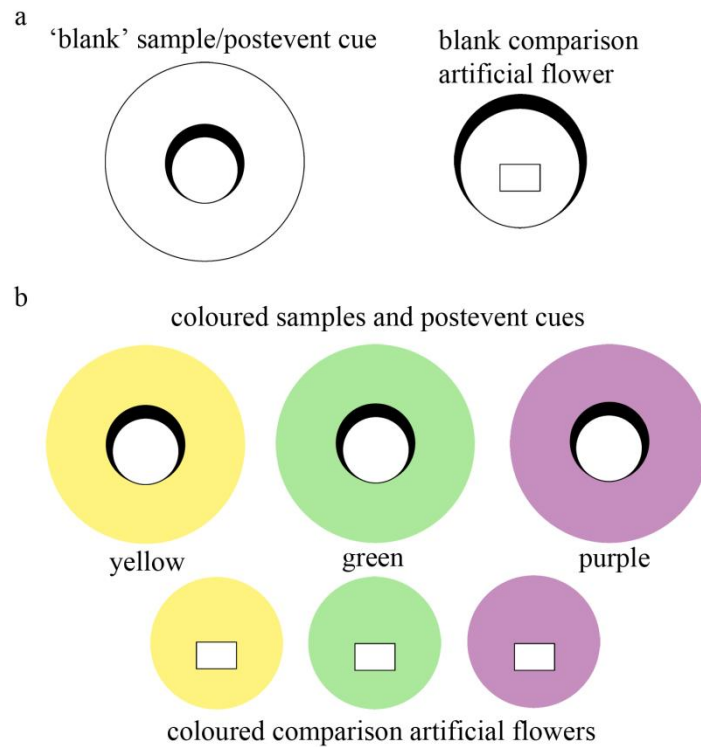 a
‘blank’ sample/postevent cue
blank comparison
artificial flower
b
coloured samples and postevent cues
yellow
green
purple
coloured comparison artificial flowers